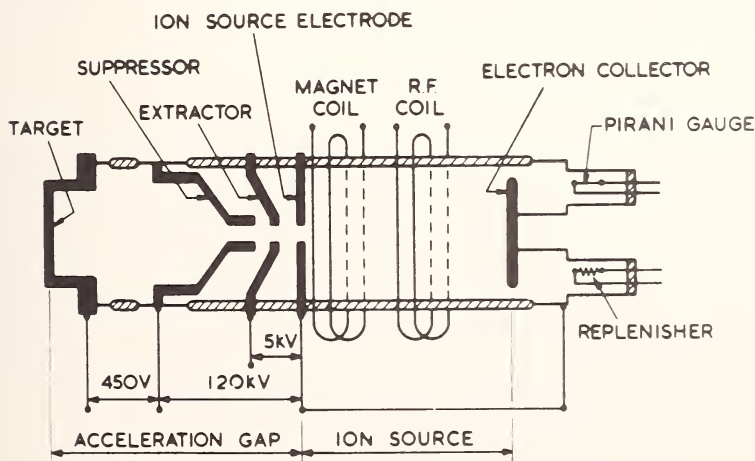 ION SOURCE ELECTRODE
SUPPRESSOR
MAGNET
COIL
R.F.
COIL
ELECTRON COLLECTOR
EXTRACTOR
TARGET
PIRANI GAUGE
REPLENISHER
5kV
450V
120kV
ACCELERATION GAP
ION SOURCE